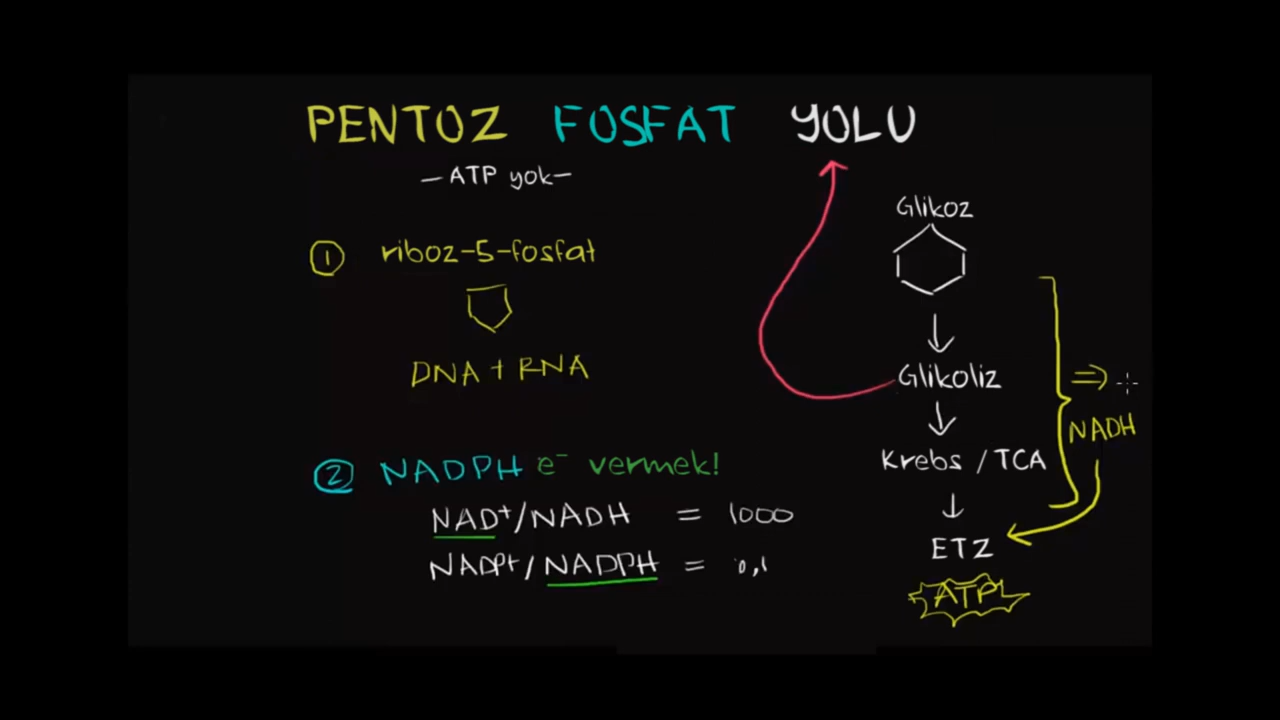 PENTOZ FOSFAT YOLU
– ATP yok –
1 riboz-5-fosfat
DNA + RNA
2 NADPH e⁻ vermek!
NAD⁺/NADH = 1000
NADP⁺/NADPH = 0,1
Glikoz
Glikoliz
Krebs / TCA
ETZ
ATP
⇒
NADH